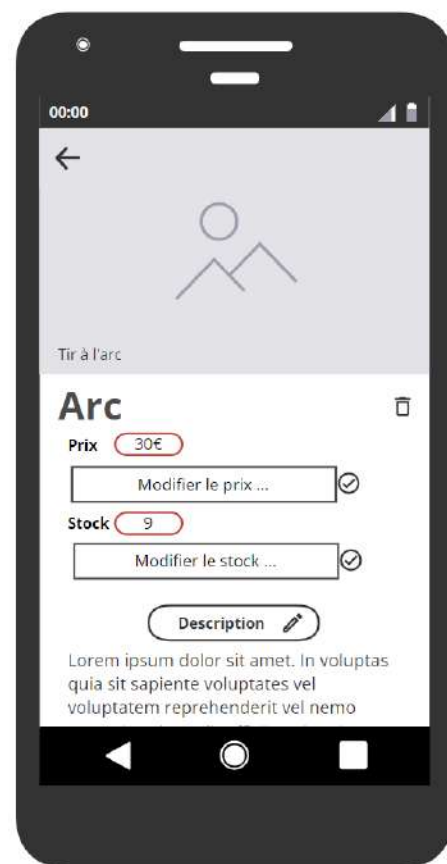 00:00
Tir à l'arc
Arc
Prix 30€
Modifier le prix ...
Stock 9
Modifier le stock ...
Description
Lorem ipsum dolor sit amet. In voluptas
quia sit sapiente voluptates vel
voluptatem reprehenderit vel nemo